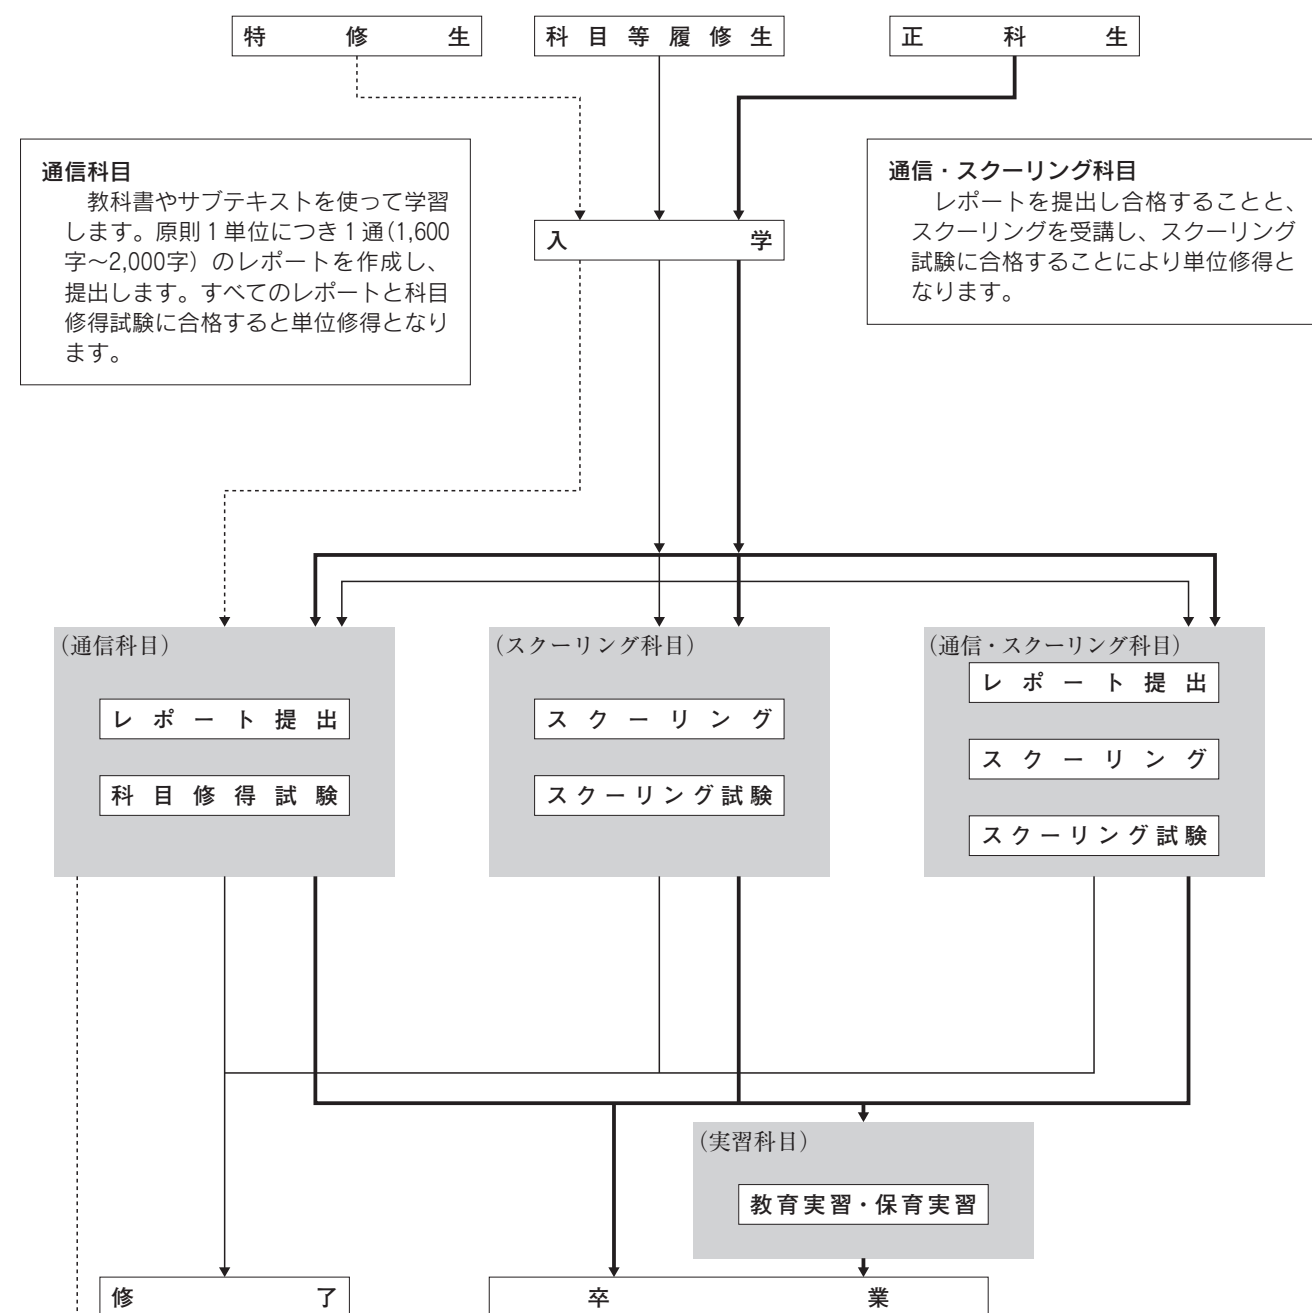 特修生
科目等履修生
正科生
通信科目
教科書やサブテキストを使って学習
します。原則1単位につき1通(1,600
字〜2,000字）のレポートを作成し、
提出します。すべてのレポートと科目
修得試験に合格すると単位修得となり
ます。
通信・スクーリング科目
レポートを提出し合格することと、
スクーリングを受講し、スクーリング
試験に合格することにより単位修得と
なります。
入学
（通信科目）
レポート提出
科目修得試験
（スクーリング科目）
スクーリング
スクーリング試験
（通信・スクーリング科目）
レポート提出
スクーリング
スクーリング試験
（実習科目）
教育実習・保育実習
修了
卒業